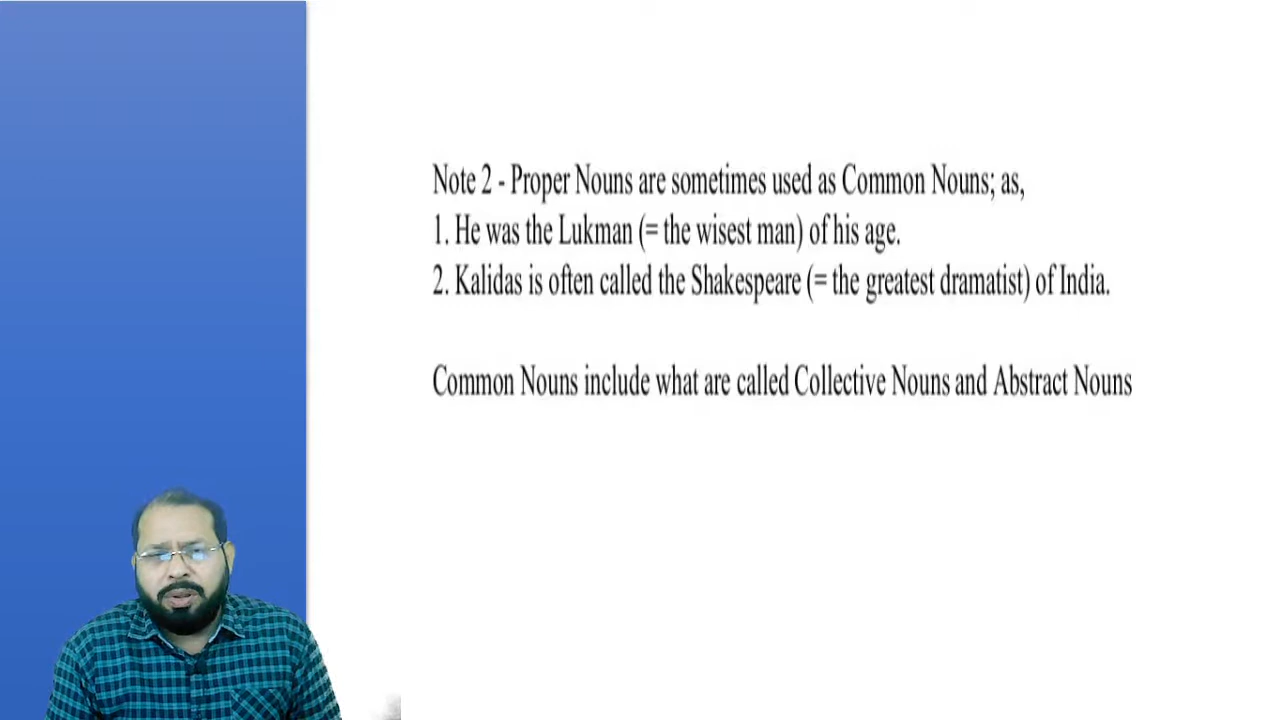 Note 2 - Proper Nouns are sometimes used as Common Nouns; as,
1. He was the Lukman (= the wisest man) of his age.
2. Kalidas is often called the Shakespeare (= the greatest dramatist) of India.
Common Nouns include what are called Collective Nouns and Abstract Nouns